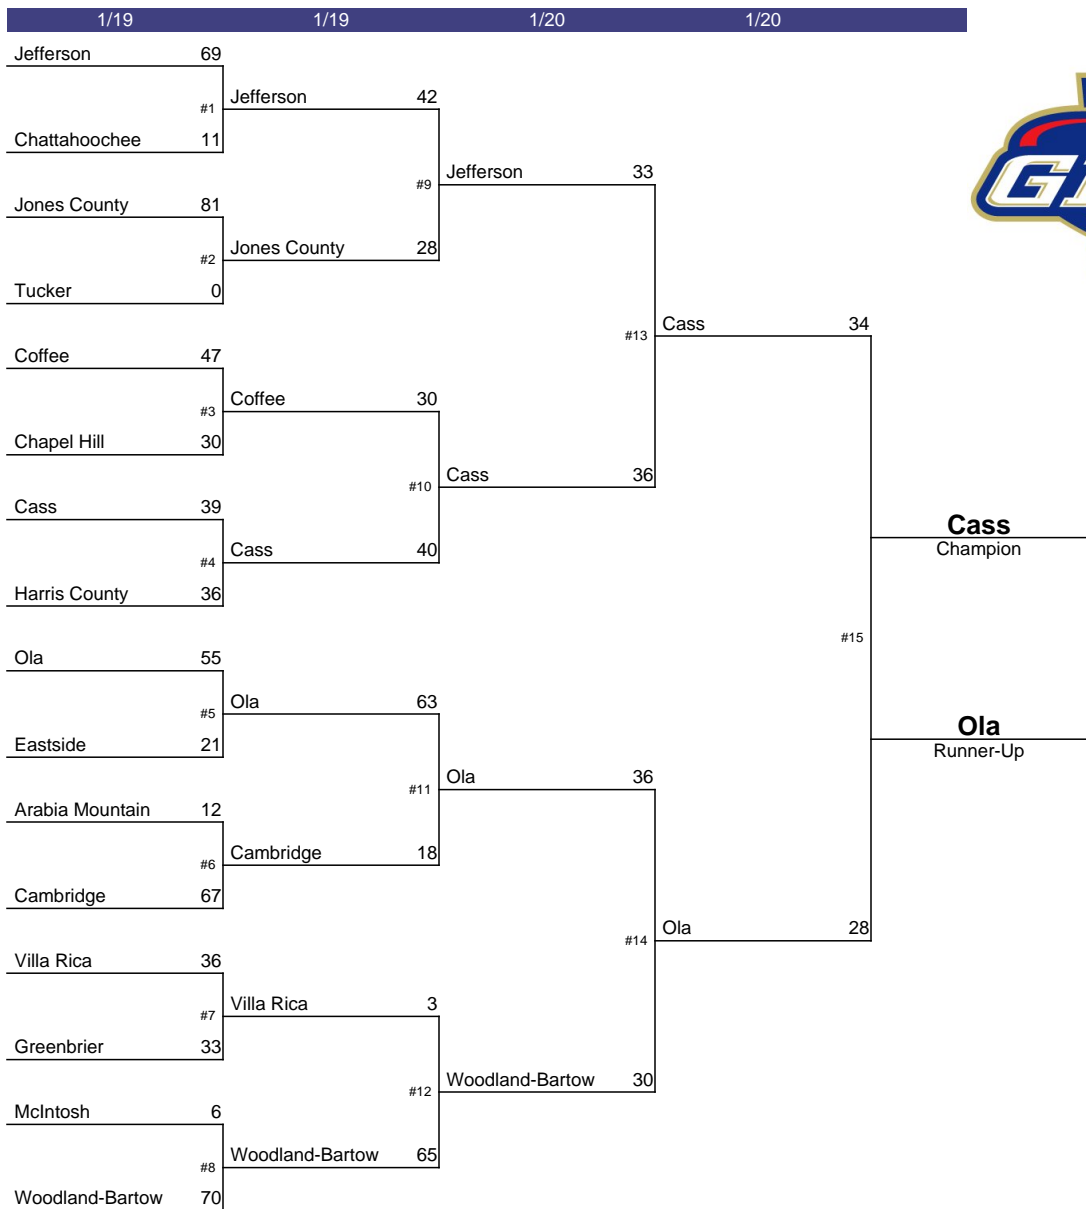 1/19 1/19 1/20 1/20
Jefferson 69
#1 Jefferson 42
Chattahoochee 11
#9 Jefferson 33
Jones County 81
#2 Jones County 28
Tucker 0
#13 Cass 34
Coffee 47
#3 Coffee 30
Chapel Hill 30
#10 Cass 36
Cass 39
#4 Cass 40
Harris County 36
Cass
Champion
#15
Ola 55
#5 Ola 63
Eastside 21
Ola
Runner-Up
#11 Ola 36
Arabia Mountain 12
#6 Cambridge 18
Cambridge 67
#14 Ola 28
Villa Rica 36
#7 Villa Rica 3
Greenbrier 33
#12 Woodland-Bartow 30
McIntosh 6
#8 Woodland-Bartow 65
Woodland-Bartow 70